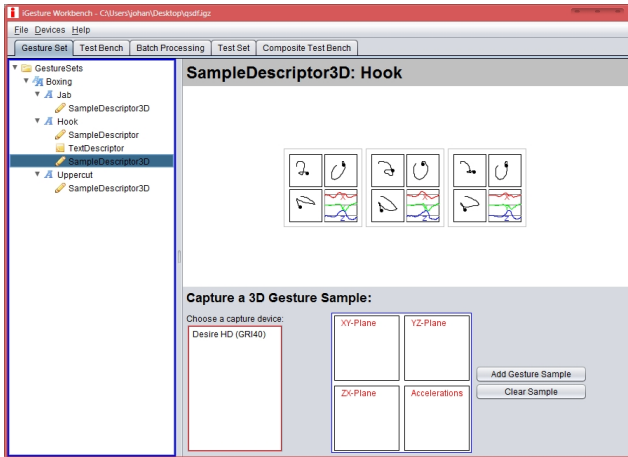 iGesture Workbench - C:\Users\johan\Desktop\qsdf.igz
File Devices Help
Gesture Set Test Bench Batch Processing Test Set Composite Test Bench
GestureSets
Boxing
Jab
SampleDescriptor3D
Hook
SampleDescriptor
TextDescriptor
SampleDescriptor3D
Uppercut
SampleDescriptor3D
SampleDescriptor3D: Hook
X X X
Y Y Y
Z Z Z
Capture a 3D Gesture Sample:
Choose a capture device:
Desire HD (GRI40)
XY-Plane YZ-Plane
ZX-Plane Accelerations
Add Gesture Sample
Clear Sample